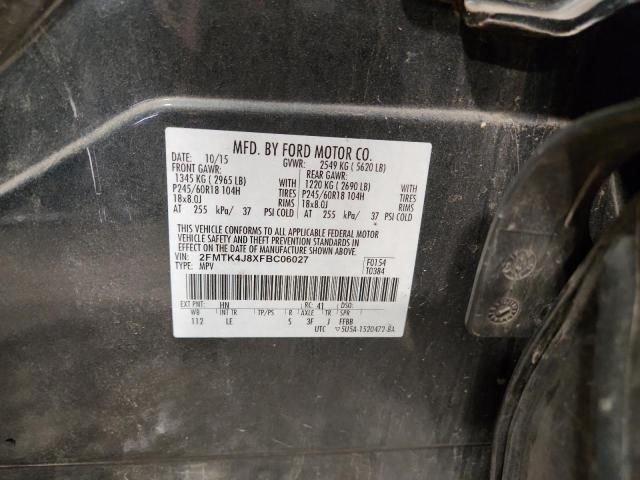 MFD. BY FORD MOTOR CO.
DATE: 10/15 GVWR: 2549 KG ( 5620 LB)
FRONT GAWR: REAR GAWR:
1345 KG ( 2965 LB) WITH 1220 KG ( 2690 LB) WITH
P245/60R18 104H TIRES P245/60R18 104H TIRES
18x8.0J RIMS 18x8.0J RIMS
AT 255 kPa/ 37 PSI COLD AT 255 kPa/ 37 PSI COLD
THIS VEHICLE CONFORMS TO ALL APPLICABLE FEDERAL MOTOR
VEHICLE SAFETY AND THEFT PREVENTION STANDARDS IN
EFFECT ON THE DATE OF MANUFACTURE SHOWN ABOVE.
VIN: 2FMTK4J8XFBC06027
TYPE: MPV
F0154
T0384
EXT PNT: HN RC: 41 DSO:
WB INT TR TP/PS R AXLE TR SPR
112 LE S 3F J FFBB
UTC ▽5U5A-1520472-BA